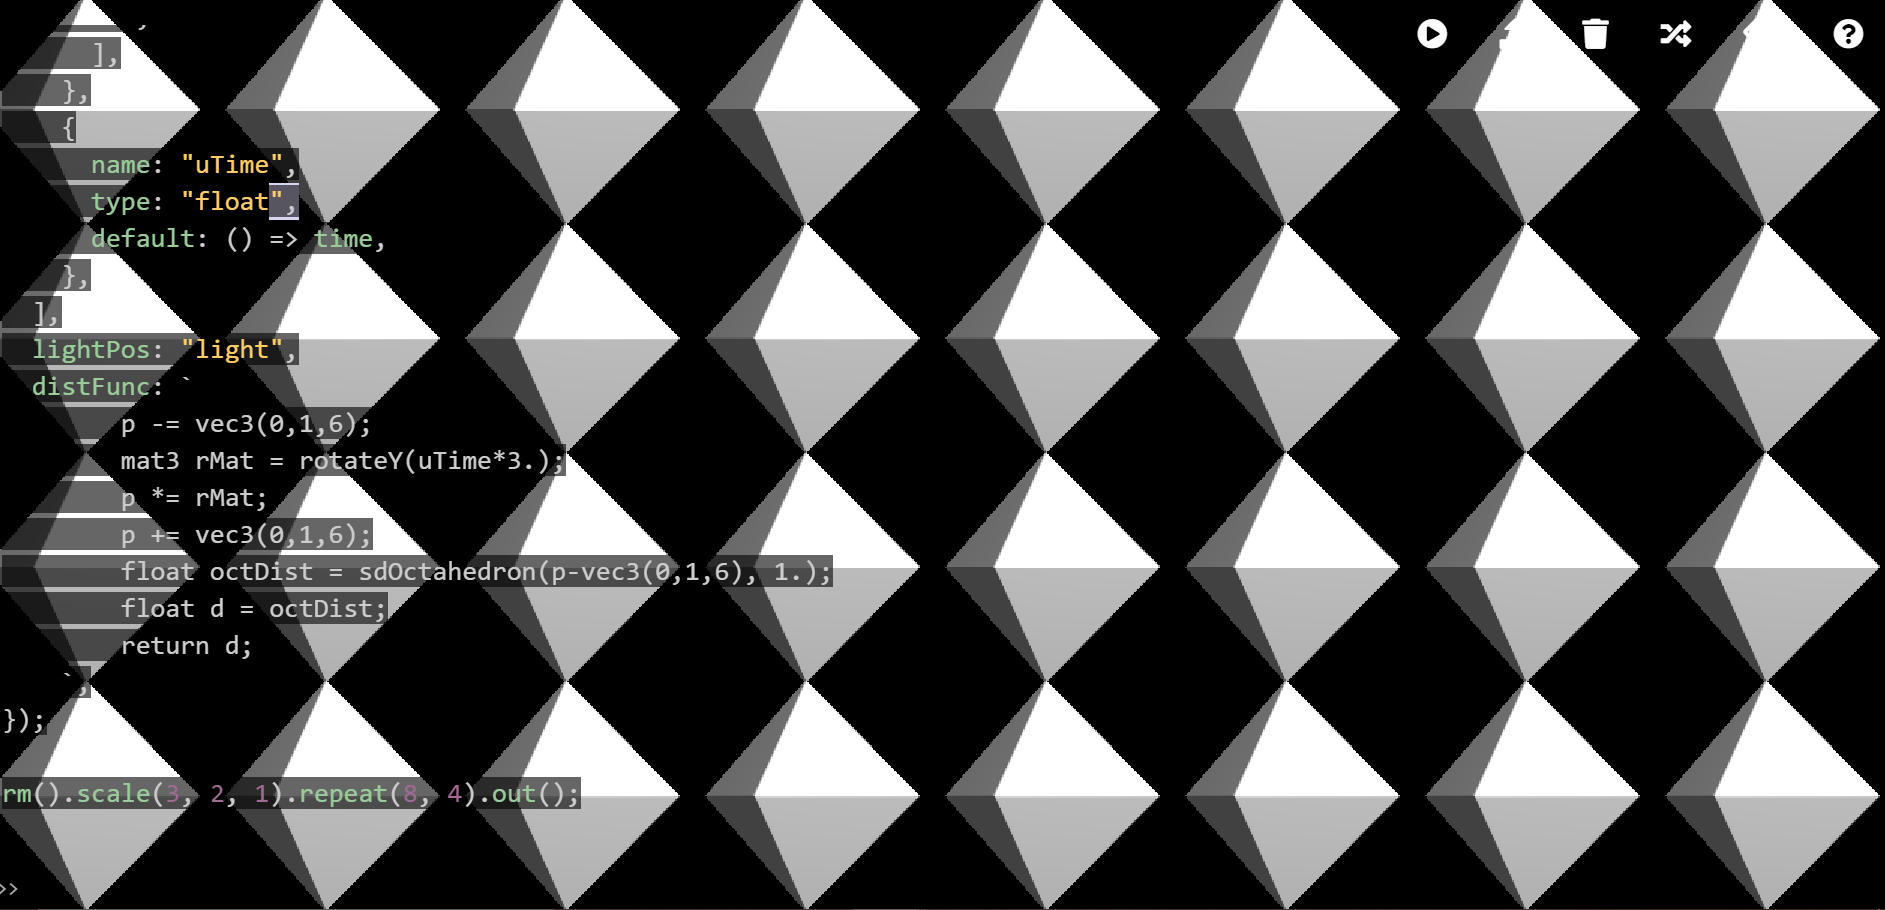 ],
},
{
name: "uTime",
type: "float",
default: () => time,
},
],
lightPos: "light",
distFunc: `
p -= vec3(0,1,6);
mat3 rMat = rotateY(uTime*3.);
p *= rMat;
p += vec3(0,1,6);
float octDist = sdOctahedron(p-vec3(0,1,6), 1.);
float d = octDist;
return d;
`,
});
rm().scale(3, 2, 1).repeat(8, 4).out();
>>